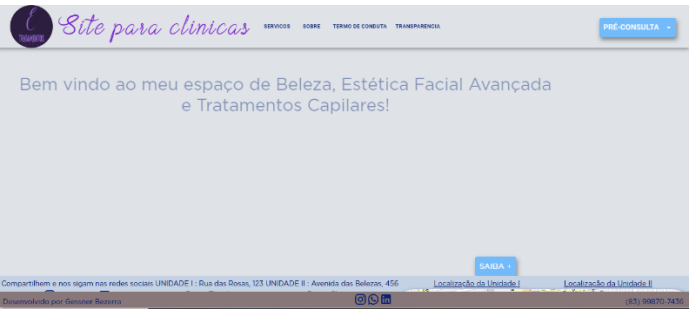 Site para clinicas
SERVICOS SOBRE TERMO DE CONDUTA TRANSPARENCIA
PRÉ-CONSULTA
Bem vindo ao meu espaço de Beleza, Estética Facial Avançada
e Tratamentos Capilares!
SAIBA +
Compartilhem e nos sigam nas redes sociais UNIDADE I : Rua das Rosas, 123 UNIDADE II : Avenida das Belezas, 456
Localização da Unidade I
Localização da Unidade II
Desenvolvido por Gessner Bezerra
(83) 99870-7436